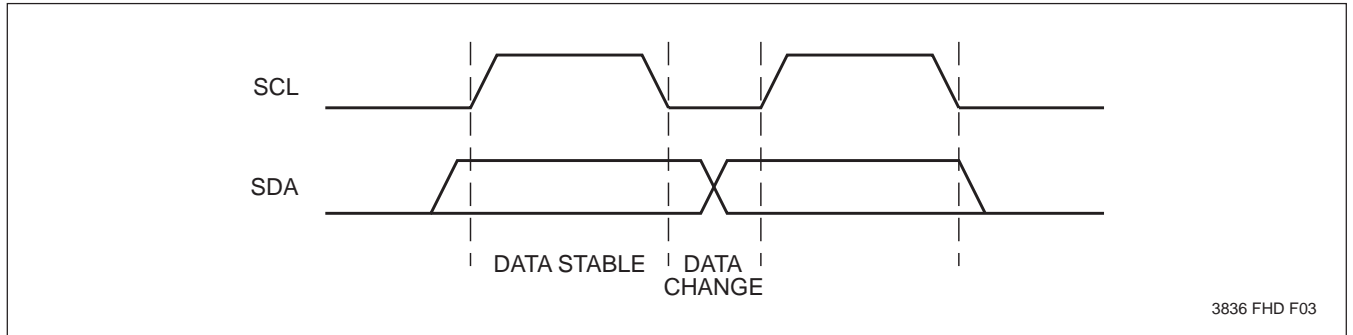 SCL
SDA
DATA STABLE
DATA
CHANGE
3836 FHD F03